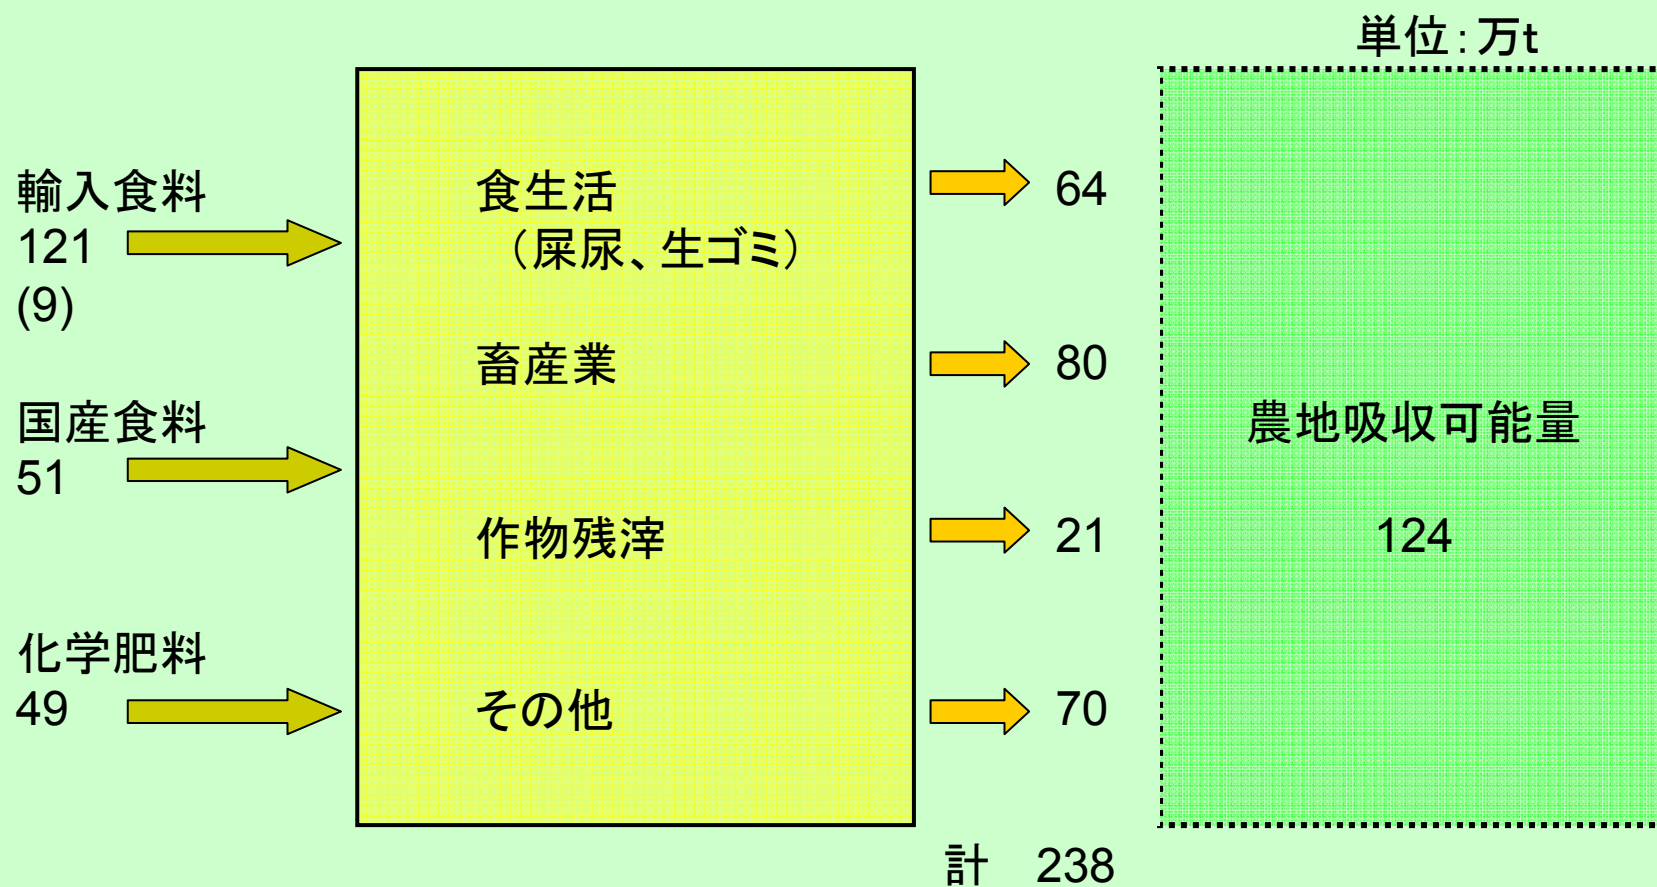 単位：万t
輸入食料
121
(9)
国産食料
51
化学肥料
49
食生活
（屎尿、生ゴミ）
畜産業
作物残滓
その他
64
80
21
70
計 238
農地吸収可能量
124